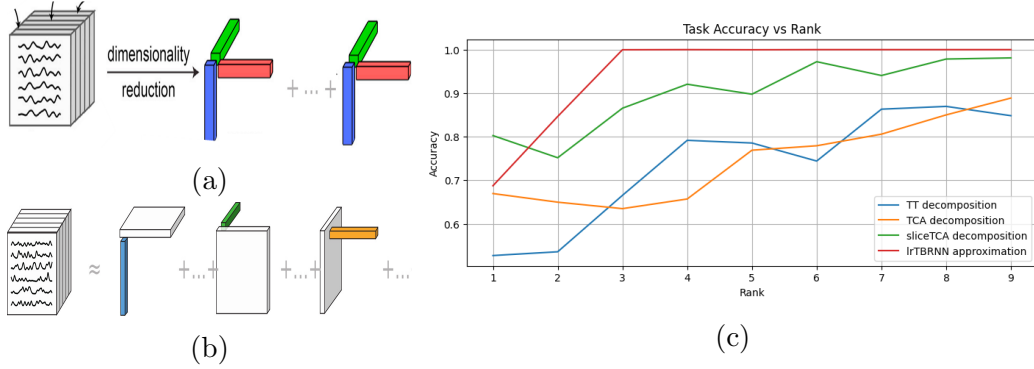 dimensionality
reduction
+ ... +
(a)
≈
+...+
+...+
+...
(b)
Task Accuracy vs Rank
Accuracy
1.0
0.9
0.8
0.7
0.6
1 2 3 4 5 6 7 8 9
Rank
TT decomposition
TCA decomposition
sliceTCA decomposition
lrTBRNN approximation
(c)